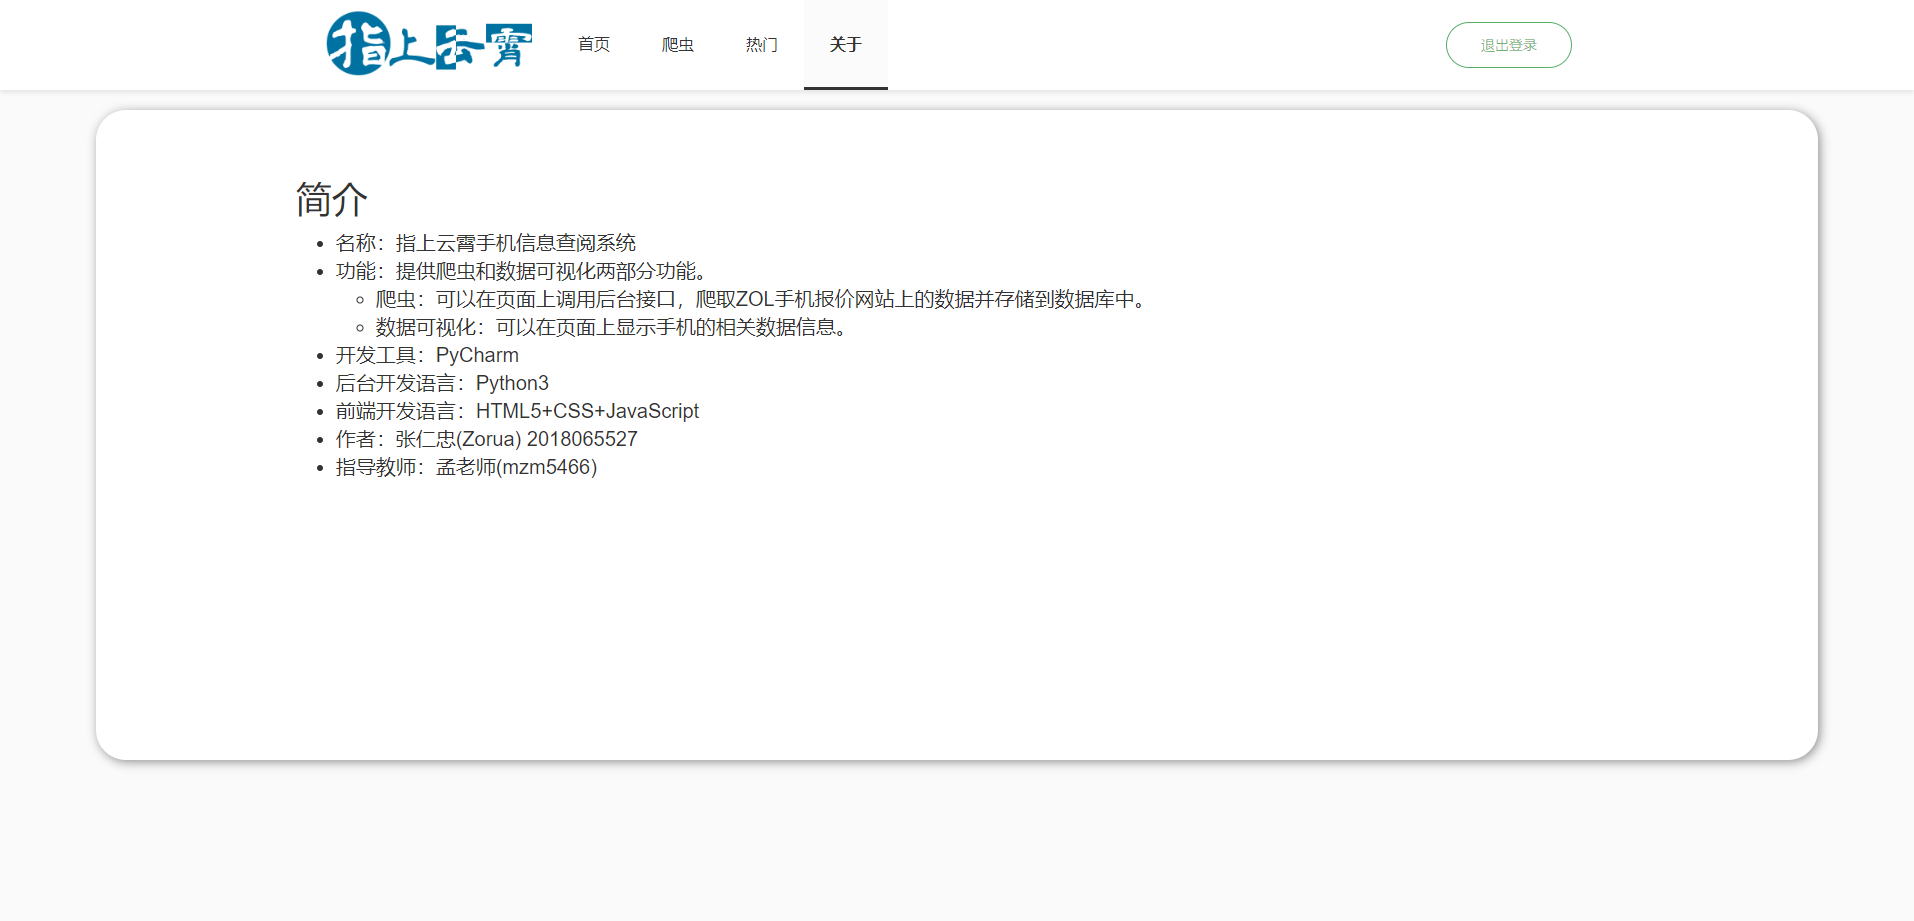 指上云霄 首页 爬虫 热门 关于 退出登录
简介
名称：指上云霄手机信息查阅系统
功能：提供爬虫和数据可视化两部分功能。
爬虫：可以在页面上调用后台接口，爬取ZOL手机报价网站上的数据并存储到数据库中。
数据可视化：可以在页面上显示手机的相关数据信息。
开发工具：PyCharm
后台开发语言：Python3
前端开发语言：HTML5+CSS+JavaScript
作者：张仁忠(Zorua) 2018065527
指导教师：孟老师(mzm5466)